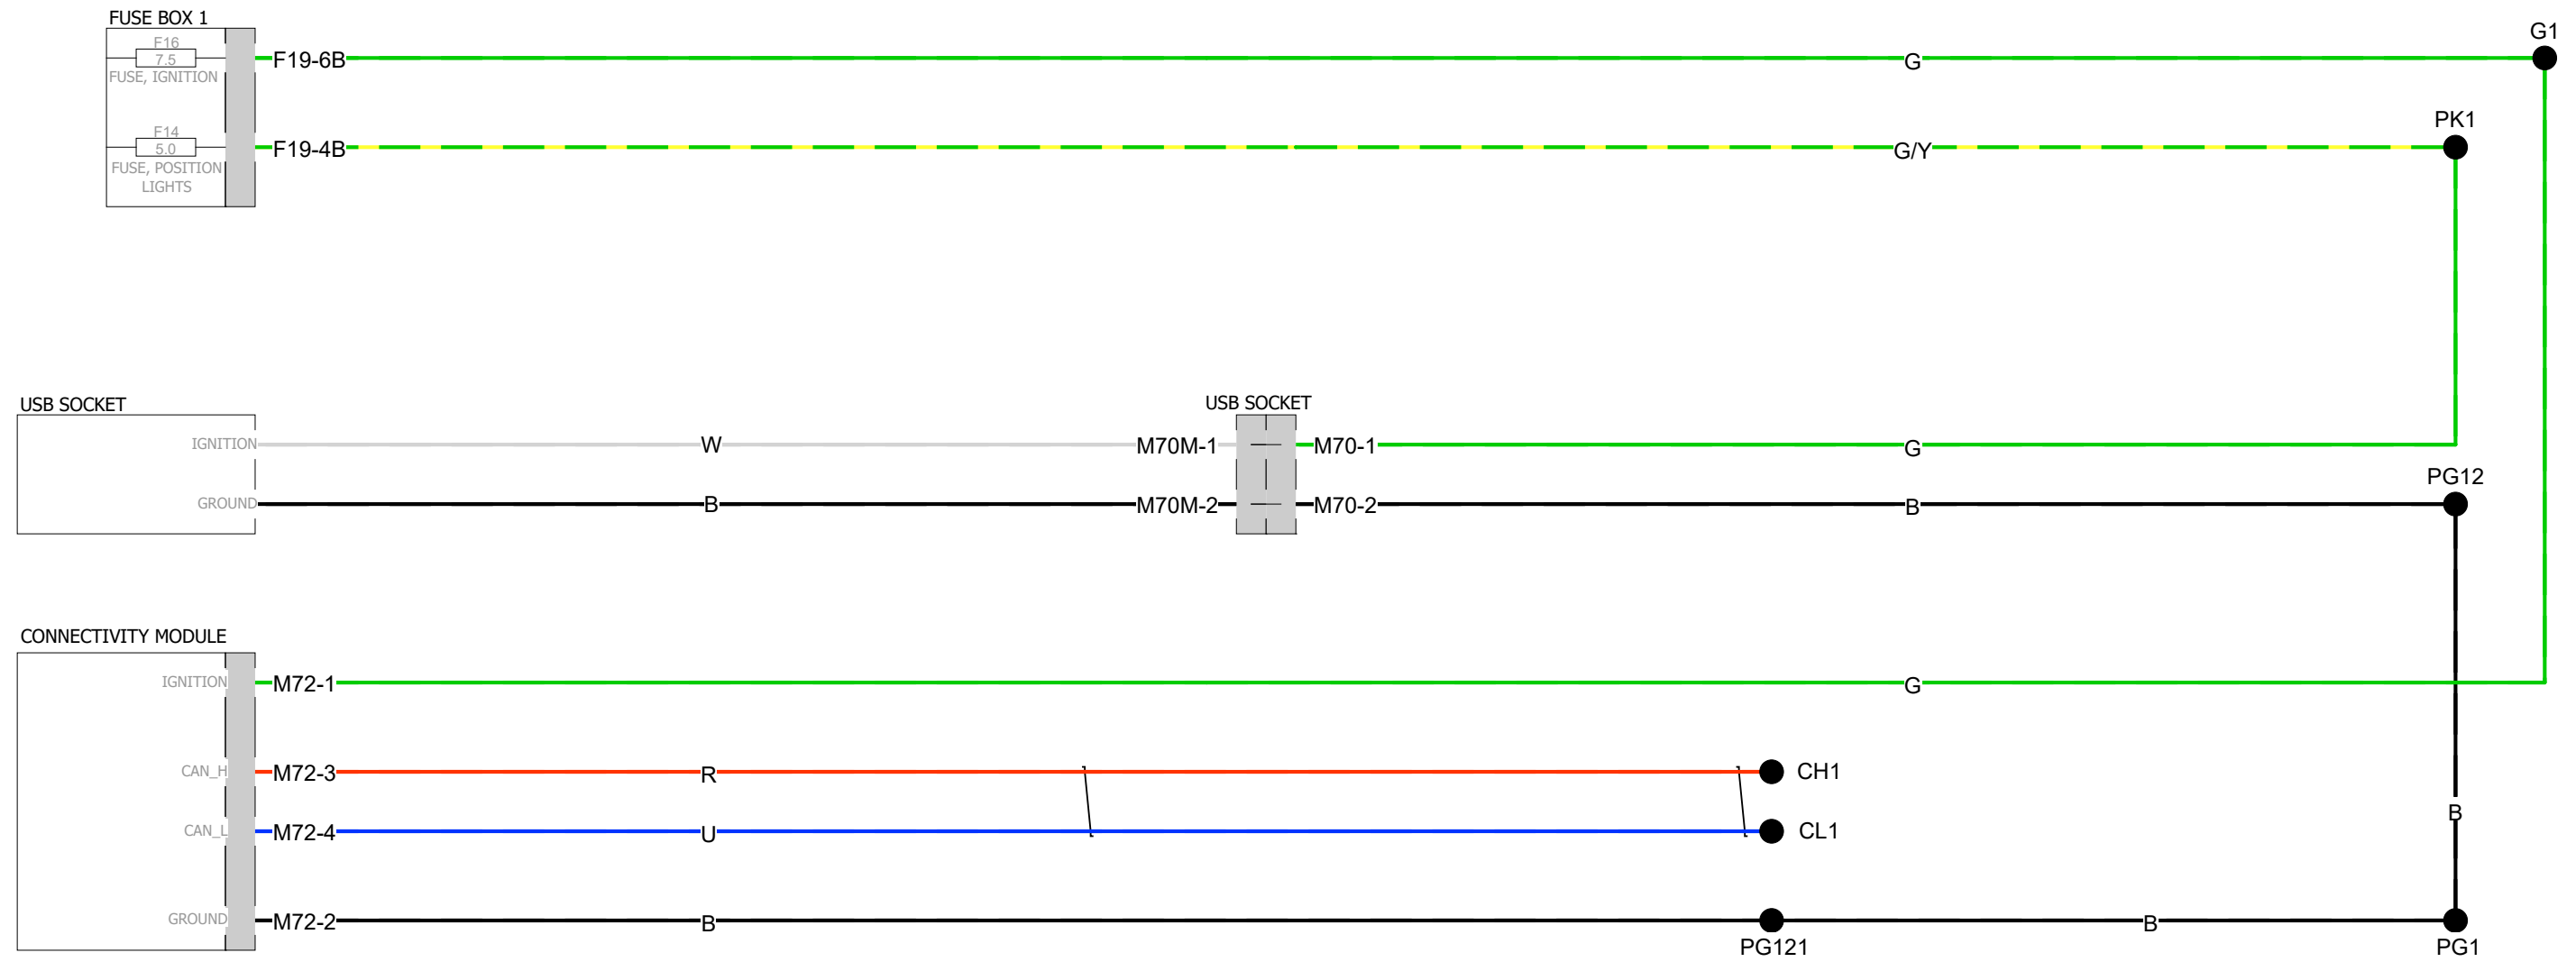 FUSE BOX 1
G1
F16
7.5
FUSE, IGNITION
F19-6B
G
PK1
F14
5.0
FUSE, POSITION
LIGHTS
F19-4B
G/Y
USB SOCKET
USB SOCKET
IGNITION
W
M70M-1
M70-1
G
PG12
GROUND
B
M70M-2
M70-2
B
CONNECTIVITY MODULE
IGNITION
M72-1
G
CAN_H
M72-3
R
CH1
CAN_L
M72-4
U
CL1
B
GROUND
M72-2
B
B
PG121
PG1